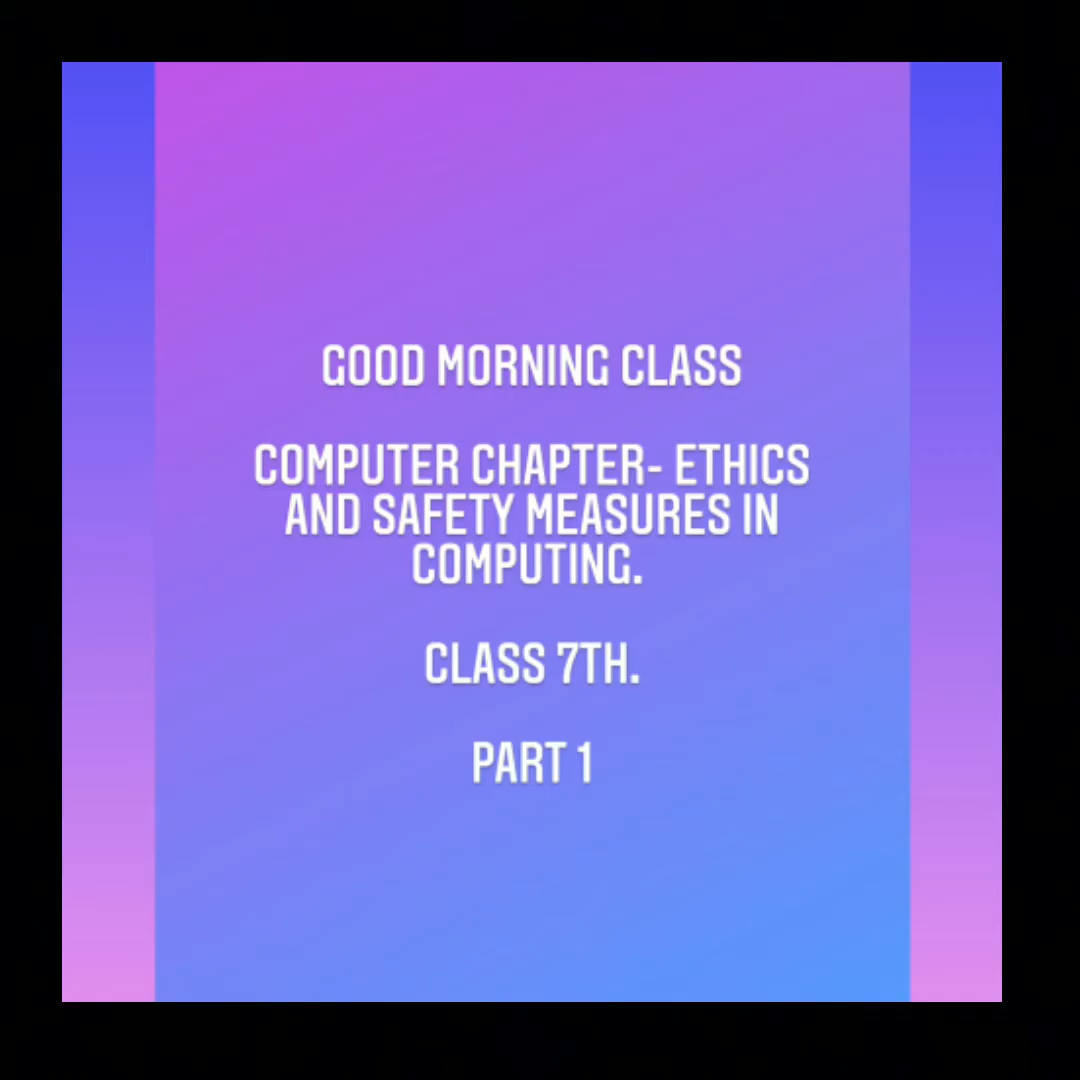 GOOD MORNING CLASS
COMPUTER CHAPTER- ETHICS
AND SAFETY MEASURES IN
COMPUTING.
CLASS 7TH.
PART 1